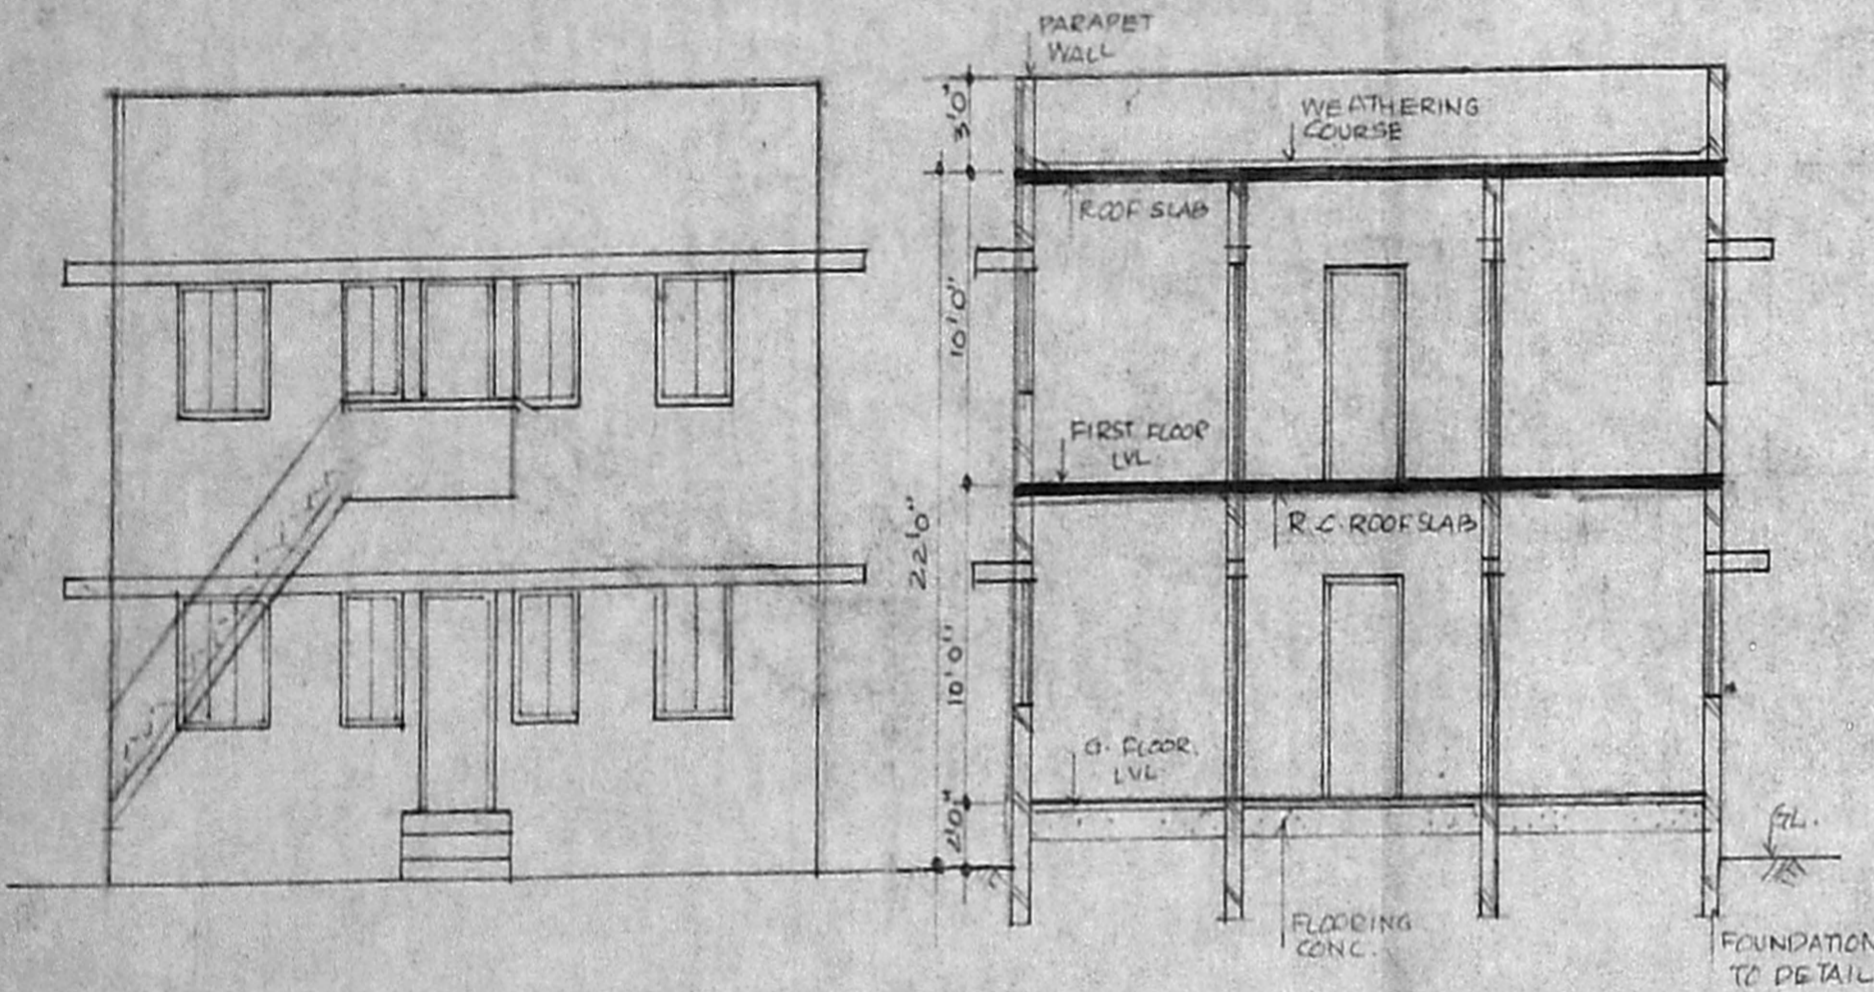 PARAPET
WALL
3'0"
WEATHERING
COURSE
ROOF SLAB
10'0"
FIRST FLOOR
LVL.
22'0"
R.C. ROOF SLAB
10'0"
G. FLOOR.
LVL.
2'0"
GL.
FLOORING
CONC.
FOUNDATION
TO DETAIL